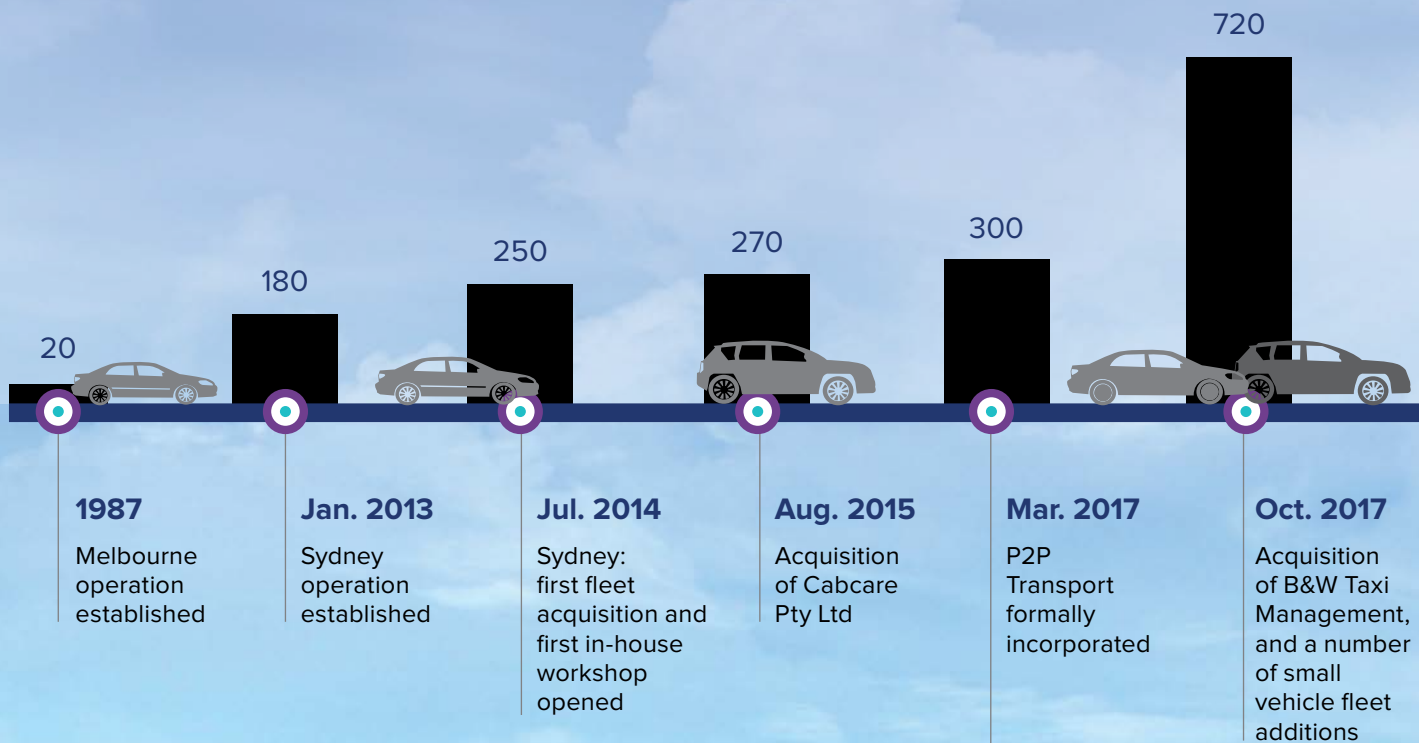 20
180
250
270
300
720
1987
Melbourne
operation
established
Jan. 2013
Sydney
operation
established
Jul. 2014
Sydney:
first fleet
acquisition and
first in-house
workshop
opened
Aug. 2015
Acquisition
of Cabcare
Pty Ltd
Mar. 2017
P2P
Transport
formally
incorporated
Oct. 2017
Acquisition
of B&W Taxi
Management,
and a number
of small
vehicle fleet
additions